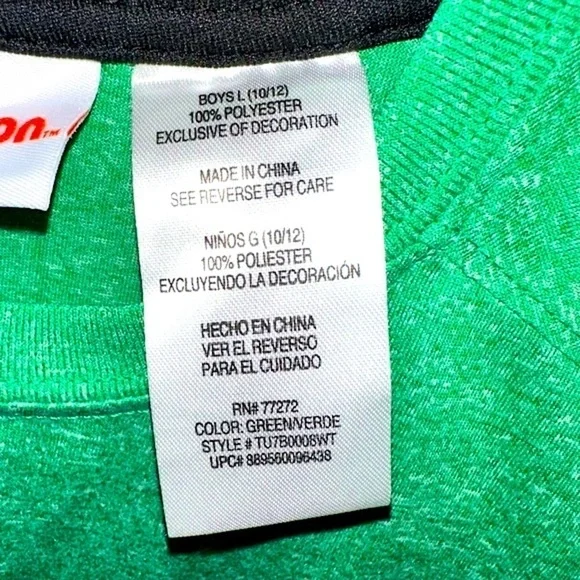 on™
BOYS L (10/12)
100% POLYESTER
EXCLUSIVE OF DECORATION
MADE IN CHINA
SEE REVERSE FOR CARE
NIÑOS G (10/12)
100% POLIESTER
EXCLUYENDO LA DECORACIÓN
HECHO EN CHINA
VER EL REVERSO
PARA EL CUIDADO
RN# 77272
COLOR: GREEN/VERDE
STYLE # TU7B0008WT
UPC# 889560096438